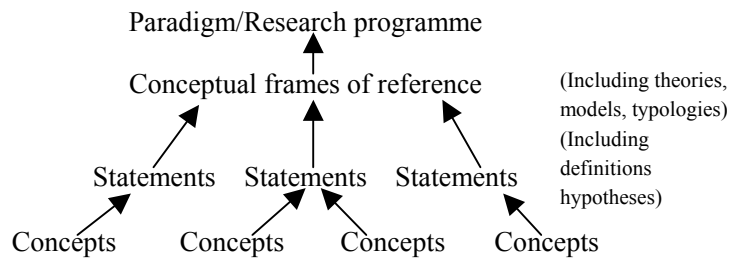 Paradigm/Research programme
Conceptual frames of reference
(Including theories,
models, typologies)
(Including
definitions
hypotheses)
Statements Statements Statements
Concepts Concepts Concepts Concepts